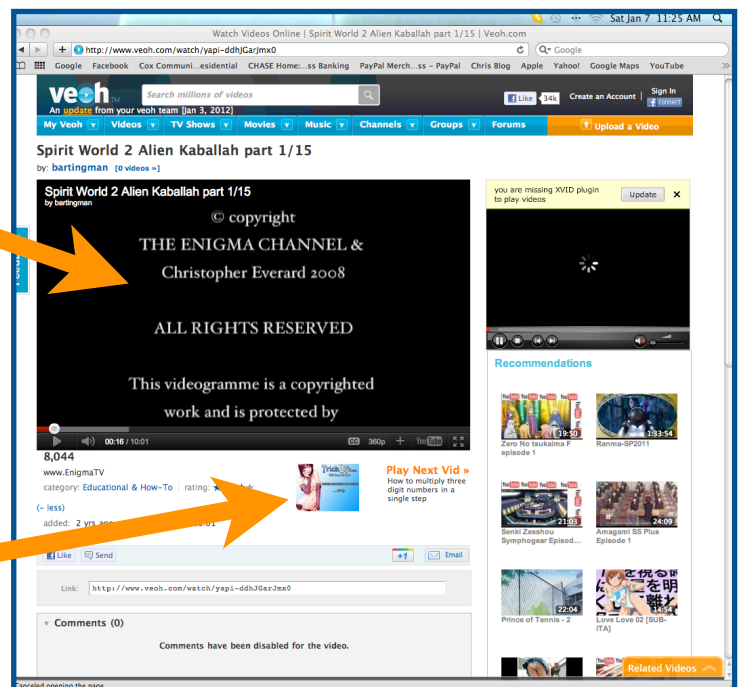 Sat Jan 7 11:25 AM
Watch Videos Online | Spirit World 2 Alien Kaballah part 1/15 | Veoh.com
http://www.veoh.com/watch/yapi-ddhJGarJmx0
Google
Google Facebook Cox Communi...esidential CHASE Home:...ss Banking PayPal Merch...ss - PayPal Chris Blog Apple Yahoo! Google Maps YouTube
veoh TM
Search millions of videos
Like 34k Create an Account | Sign In
connect
An update from your veoh team [Jan 3, 2012]
My Veoh Videos TV Shows Movies Music Channels Groups Forums Upload a Video
Spirit World 2 Alien Kaballah part 1/15
by: bartingman [0 videos »]
Spirit World 2 Alien Kaballah part 1/15
by bartingman
© copyright
THE ENIGMA CHANNEL &
Christopher Everard 2008
ALL RIGHTS RESERVED
This videogramme is a copyrighted
work and is protected by
00:16 / 10:01 CC 360p YouTube
8,044
www.EnigmaTV
category: Educational & How-To rating:
(- less)
added: 2 yrs ago
Play Next Vid »
How to multiply three
digit numbers in a
single step
Like Send +1 Email
Link: http://www.veoh.com/watch/yapi-ddhJGarJmx0
Comments (0)
Comments have been disabled for the video.
you are missing XVID plugin
to play videos
Update X
Recommendations
19:50
Zero No tsukaima F
episode 1
1:33:54
Ranma-SP2011
21:03
Senki Zesshou
Symphogear Episod...
24:09
Amagami SS Plus
Episode 1
22:04
Prince of Tennis - 2
14:54
Love Love 02 [SUB-
ITA]
Related Videos
Canceled opening the page